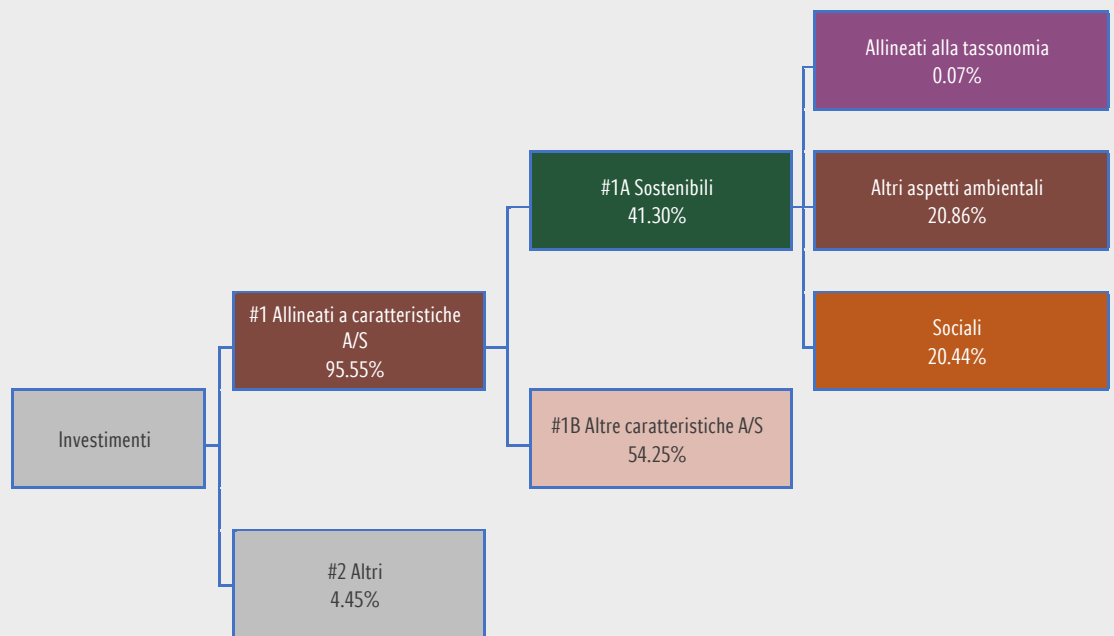 Allineati alla tassonomia
0.07%
#1A Sostenibili
41.30%
Altri aspetti ambientali
20.86%
#1 Allineati a caratteristiche
A/S
95.55%
Sociali
20.44%
Investimenti
#1B Altre caratteristiche A/S
54.25%
#2 Altri
4.45%